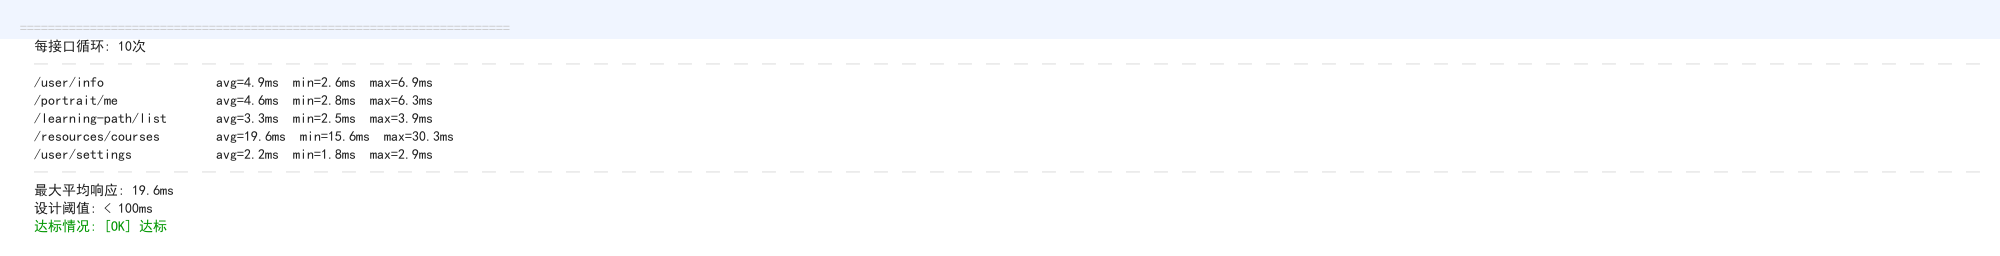 ======================================================================
每接口循环: 10次
— — — — — — — — — — — — — — — — — — — — — — — — — — — — — — — — — — — — — — — — — — — — — — — — — — — — — — — — — — — — — — — — — — — — — —
/user/info                avg=4.9ms  min=2.6ms  max=6.9ms
/portrait/me              avg=4.6ms  min=2.8ms  max=6.3ms
/learning-path/list       avg=3.3ms  min=2.5ms  max=3.9ms
/resources/courses        avg=19.6ms  min=15.6ms  max=30.3ms
/user/settings            avg=2.2ms  min=1.8ms  max=2.9ms
— — — — — — — — — — — — — — — — — — — — — — — — — — — — — — — — — — — — — — — — — — — — — — — — — — — — — — — — — — — — — — — — — — — — — —
最大平均响应: 19.6ms
设计阈值: < 100ms
达标情况: [OK] 达标